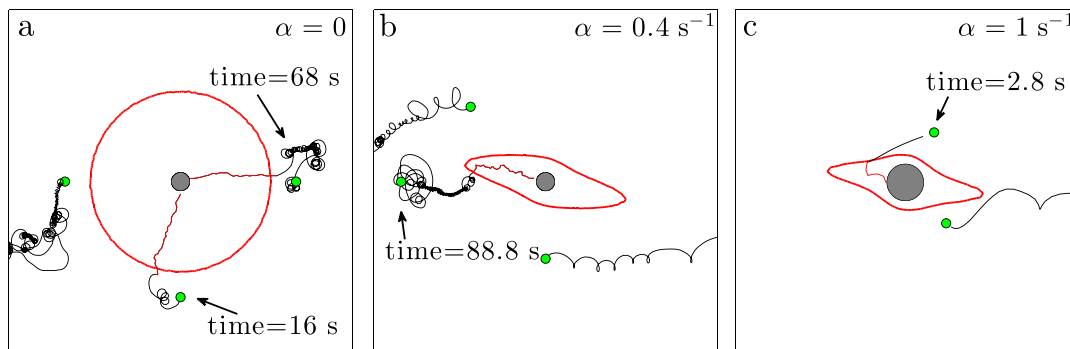 a
α = 0
time=68 s
time=16 s
b
α = 0.4 s⁻¹
time=88.8 s
c
α = 1 s⁻¹
time=2.8 s